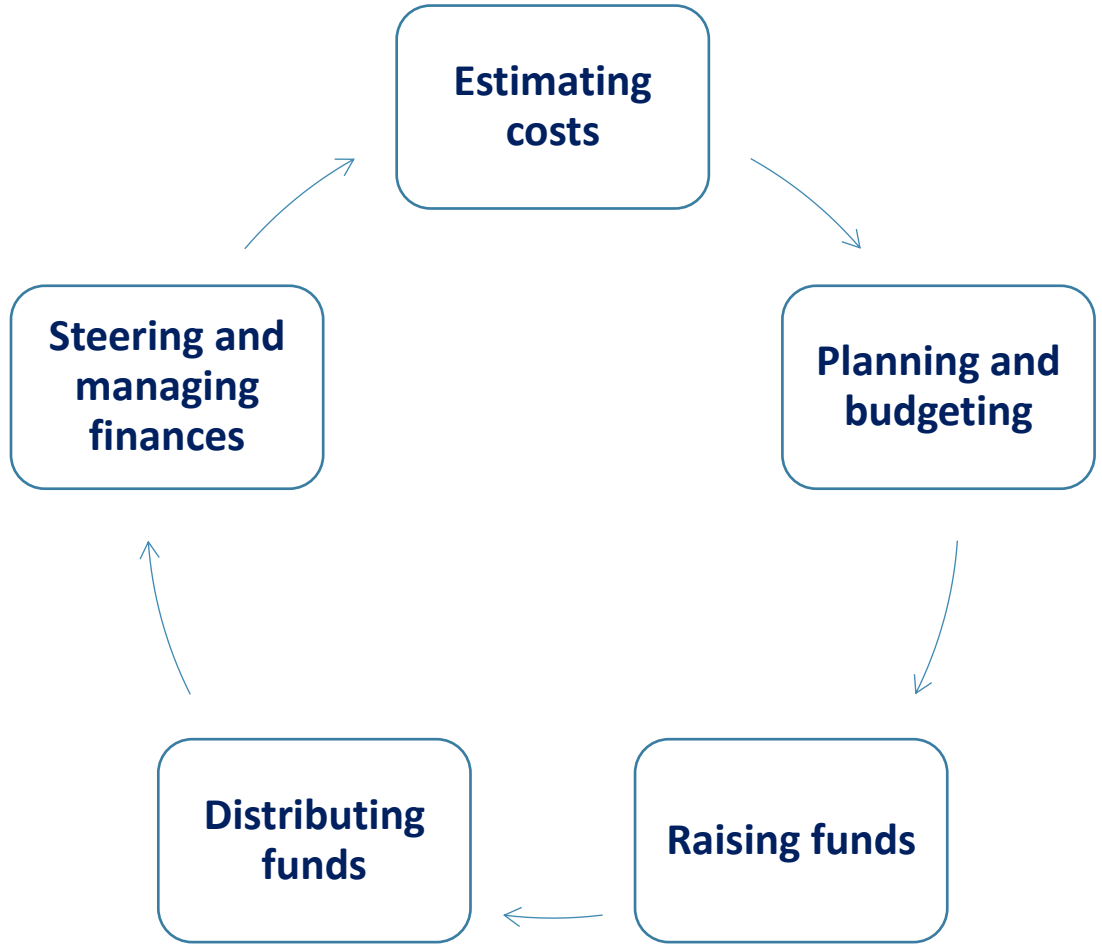 Estimating
costs
Planning and
budgeting
Raising funds
Distributing
funds
Steering and
managing
finances